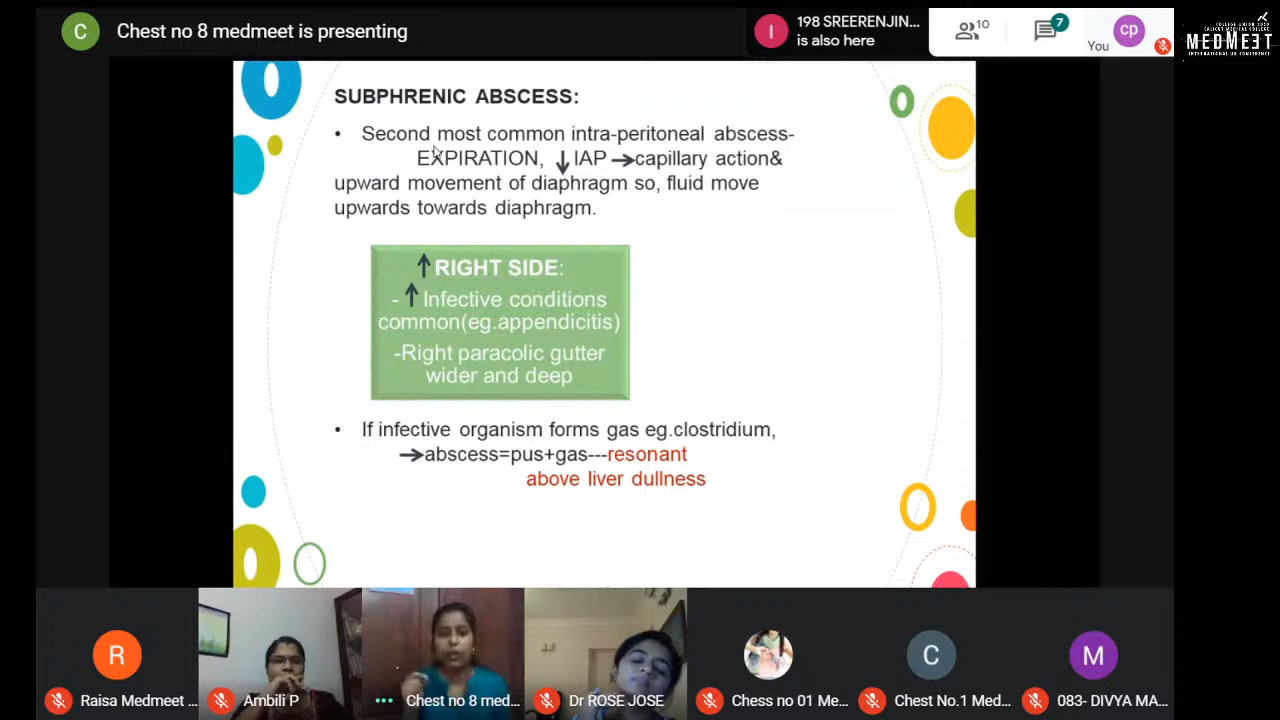 C
Chest no 8 medmeet is presenting
I
198 SREERENJIN...
is also here
10
7
You
cp
MEDMEET
SUBPHRENIC ABSCESS:
• Second most common intra-peritoneal abscess-
EXPIRATION, ↓ IAP →capillary action&
upward movement of diaphragm so, fluid move
upwards towards diaphragm.
↑ RIGHT SIDE:
- ↑ Infective conditions
common(eg.appendicitis)
-Right paracolic gutter
wider and deep
• If infective organism forms gas eg.clostridium,
→abscess=pus+gas---resonant
above liver dullness
R
C
M
Raisa Medmeet ...
Ambili P
Chest no 8 med...
Dr ROSE JOSE
Chess no 01 Me...
Chest No.1 Med...
083- DIVYA MA...